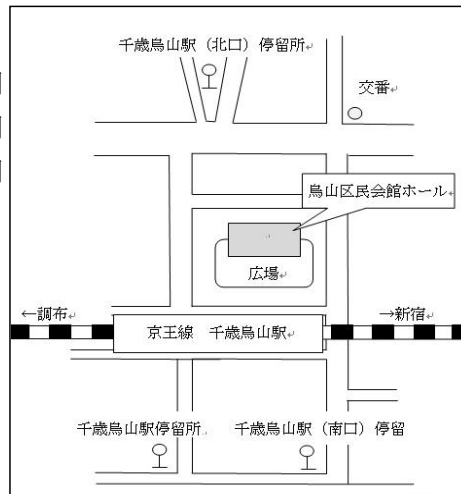 千歳烏山駅（北口）停留所
交番
烏山区民会館ホール
広場
←調布
→新宿
京王線　千歳烏山駅
千歳烏山駅停留所
千歳烏山駅（南口）停留